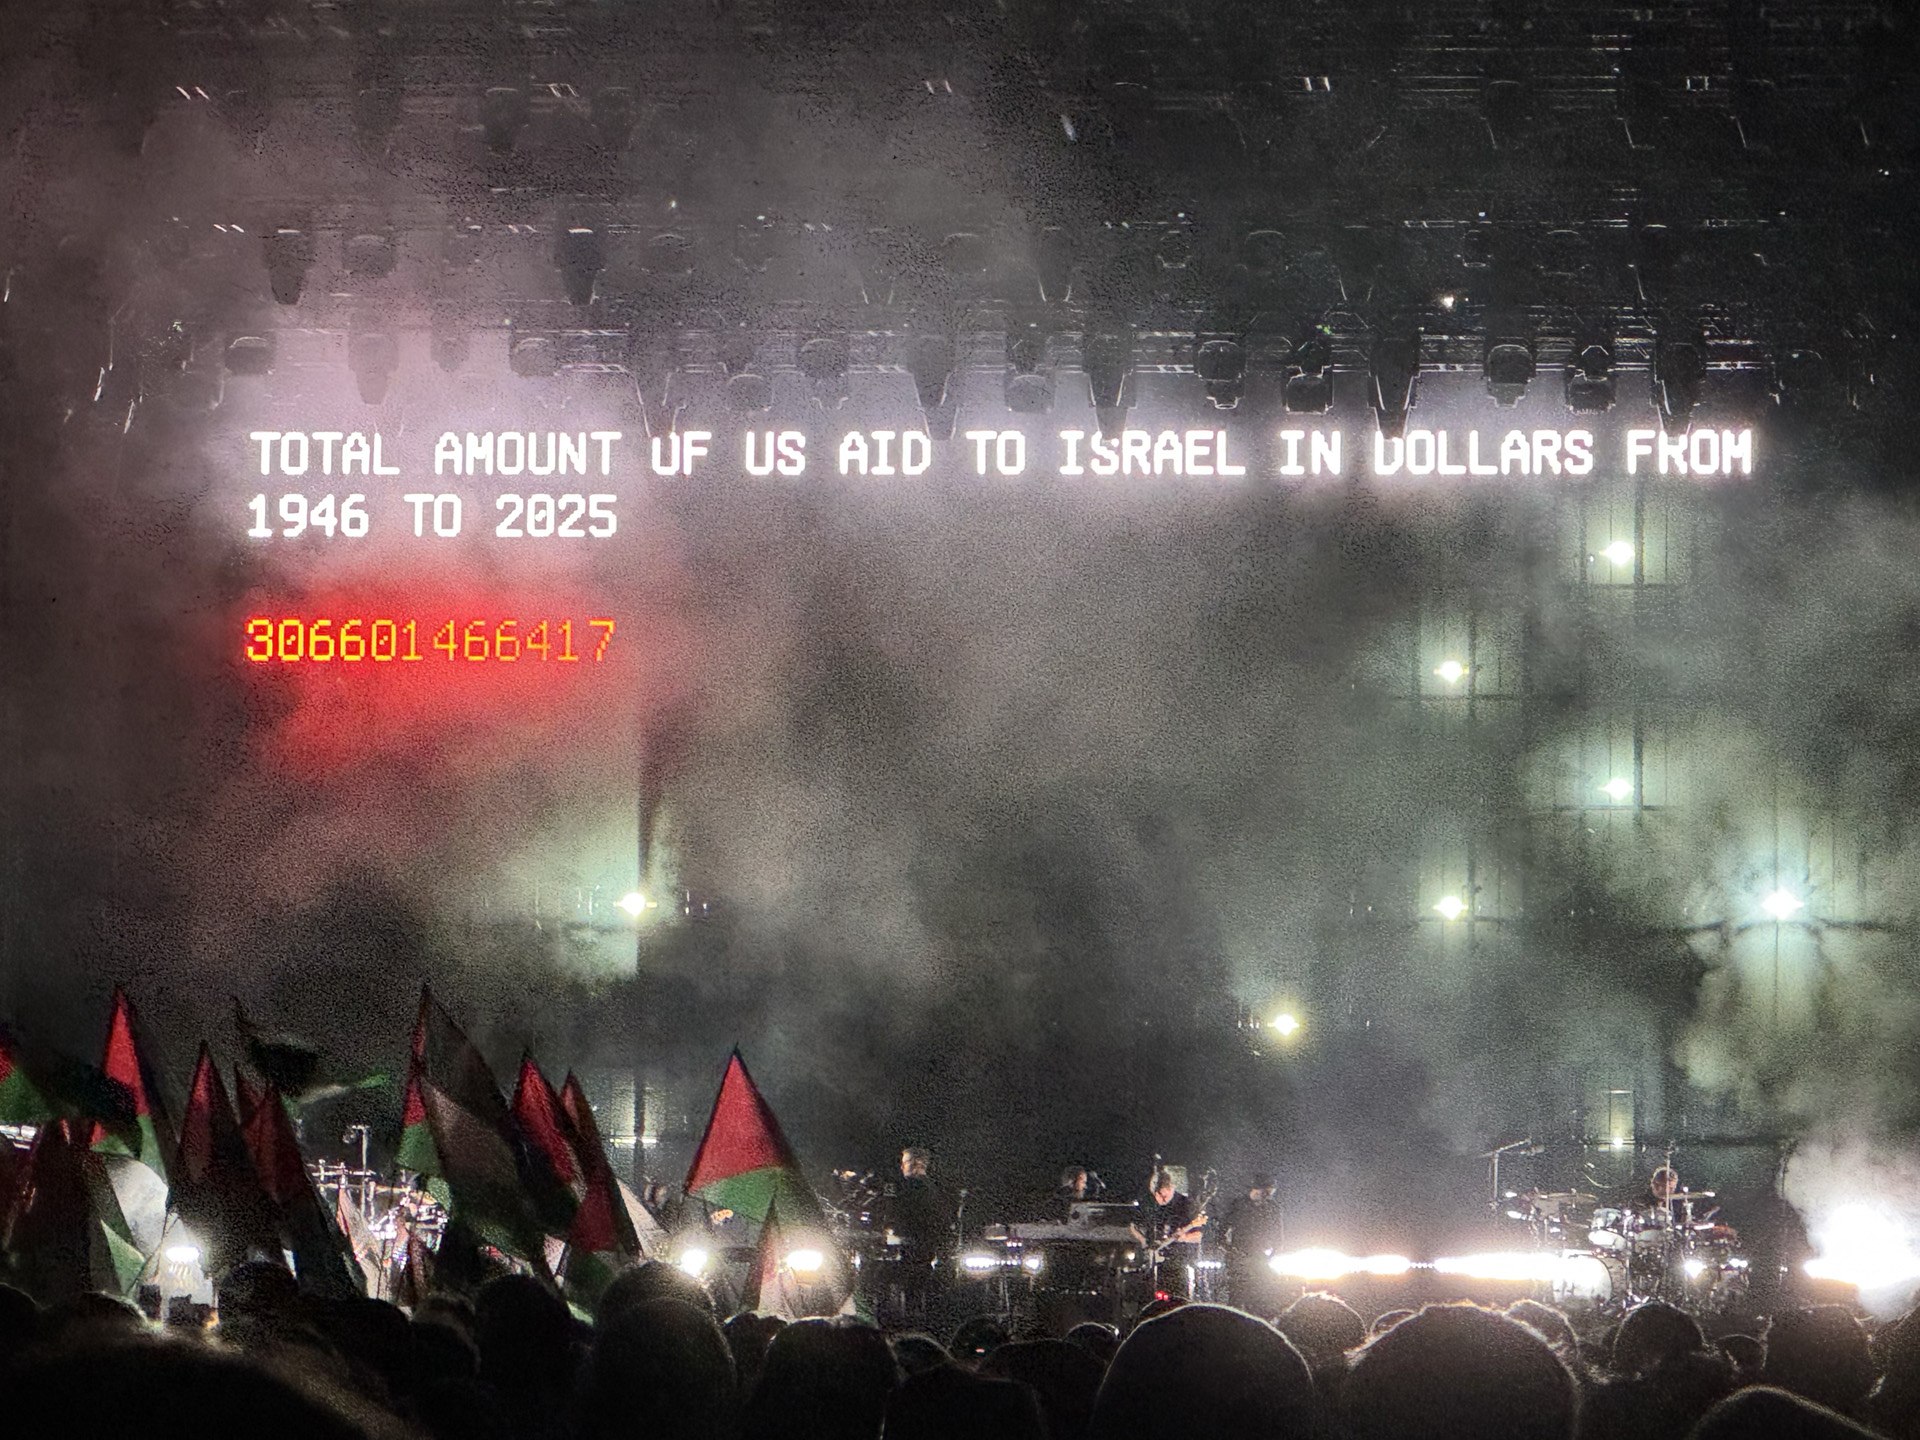 TOTAL AMOUNT OF US AID TO ISRAEL IN DOLLARS FROM
1946 TO 2025
306601466417